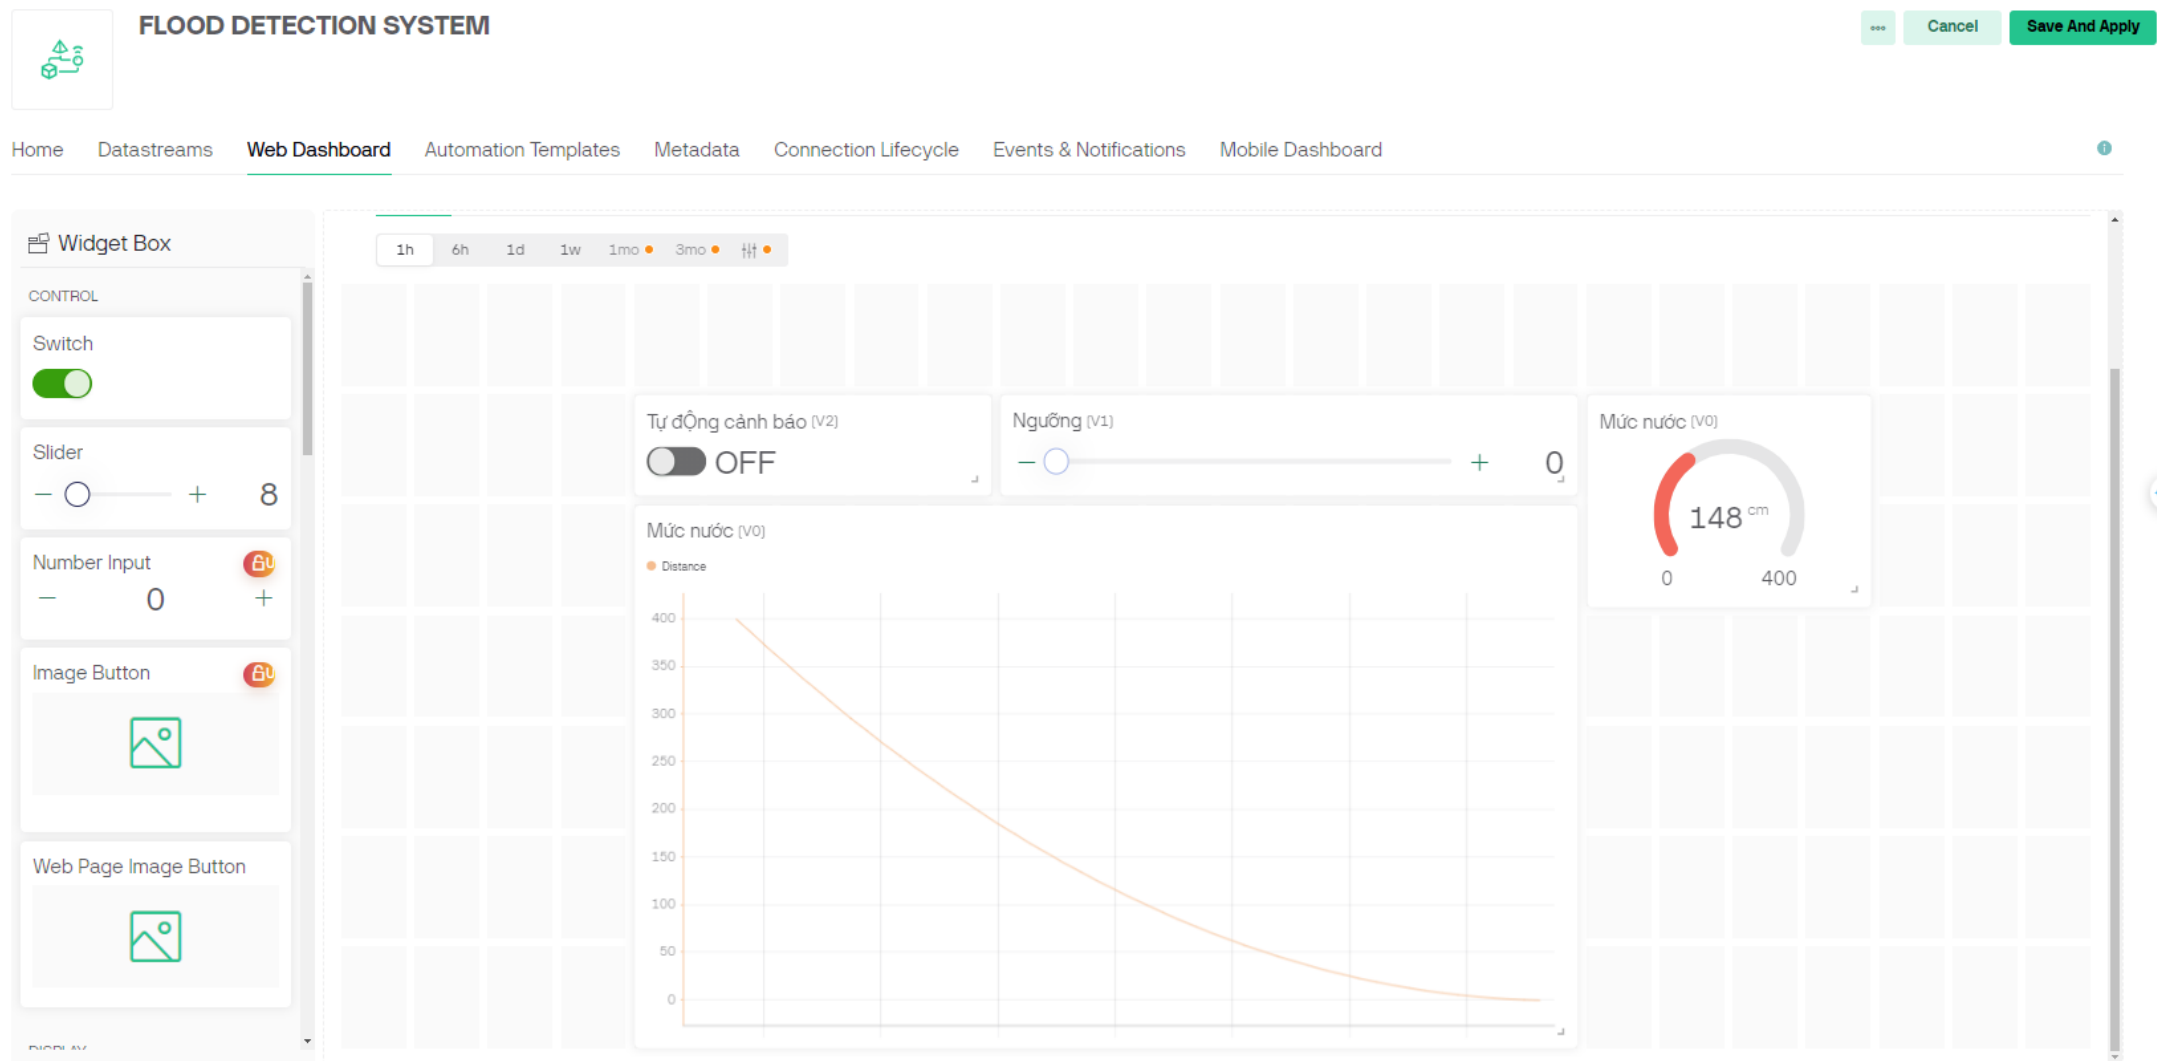 FLOOD DETECTION SYSTEM
Cancel
Save And Apply
Home Datastreams Web Dashboard Automation Templates Metadata Connection Lifecycle Events & Notifications Mobile Dashboard
Widget Box
CONTROL
Switch
Slider
8
Number Input
0
Image Button
Web Page Image Button
1h 6h 1d 1w 1mo 3mo
Tự động cảnh báo (V2)
OFF
Ngưỡng (V1)
0
Mức nước (V0)
148 cm
0 400
Mức nước (V0)
Distance
400
350
300
250
200
150
100
50
0